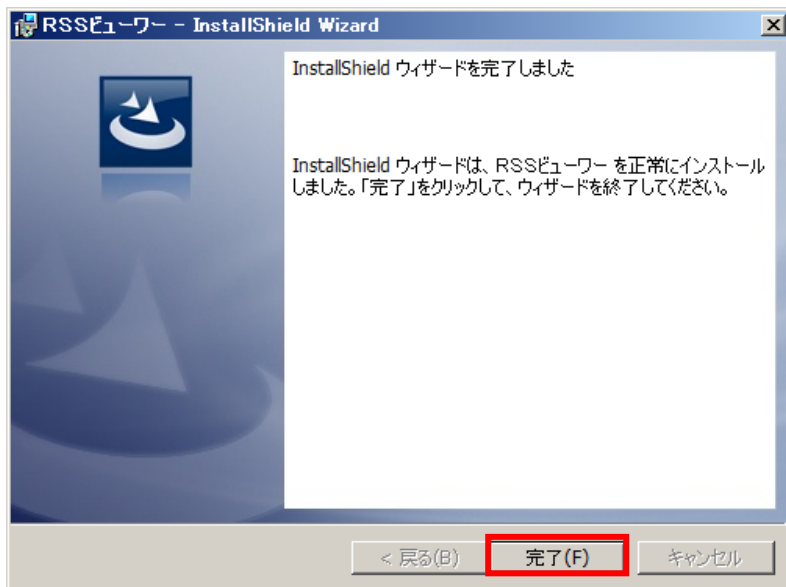 RSSビューワー - InstallShield Wizard
InstallShield ウィザードを完了しました
InstallShield ウィザードは、RSSビューワー を正常にインストール
しました。「完了」をクリックして、ウィザードを終了してください。
< 戻る(B)
完了(F)
キャンセル